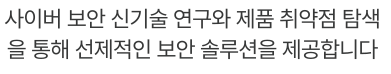 사이버 보안 신기술 연구와 제품 취약점 탐색
을 통해 선제적인 보안 솔루션을 제공합니다